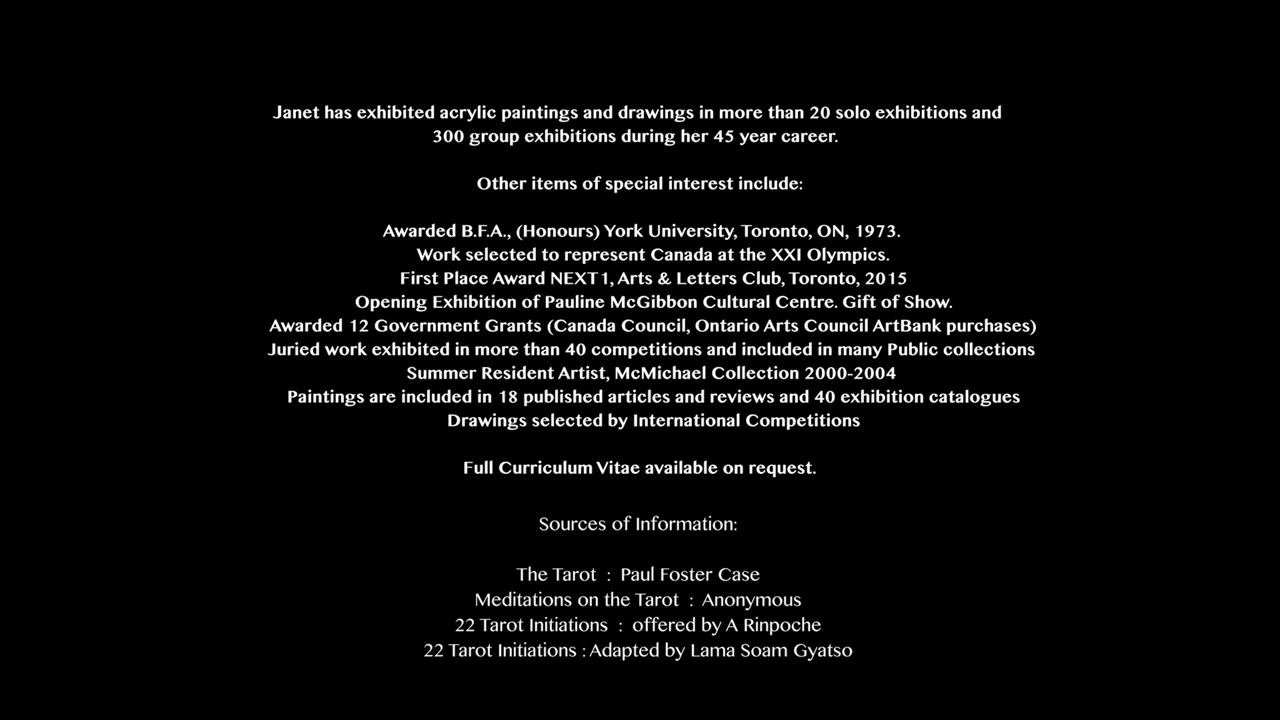 Janet has exhibited acrylic paintings and drawings in more than 20 solo exhibitions and
300 group exhibitions during her 45 year career.
Other items of special interest include:
Awarded B.F.A., (Honours) York University, Toronto, ON, 1973.
Work selected to represent Canada at the XXI Olympics.
First Place Award NEXT1, Arts & Letters Club, Toronto, 2015
Opening Exhibition of Pauline McGibbon Cultural Centre. Gift of Show.
Awarded 12 Government Grants (Canada Council, Ontario Arts Council ArtBank purchases)
Juried work exhibited in more than 40 competitions and included in many Public collections
Summer Resident Artist, McMichael Collection 2000-2004
Paintings are included in 18 published articles and reviews and 40 exhibition catalogues
Drawings selected by International Competitions
Full Curriculum Vitae available on request.
Sources of Information:
The Tarot : Paul Foster Case
Meditations on the Tarot : Anonymous
22 Tarot Initiations : offered by A Rinpoche
22 Tarot Initiations : Adapted by Lama Soam Gyatso